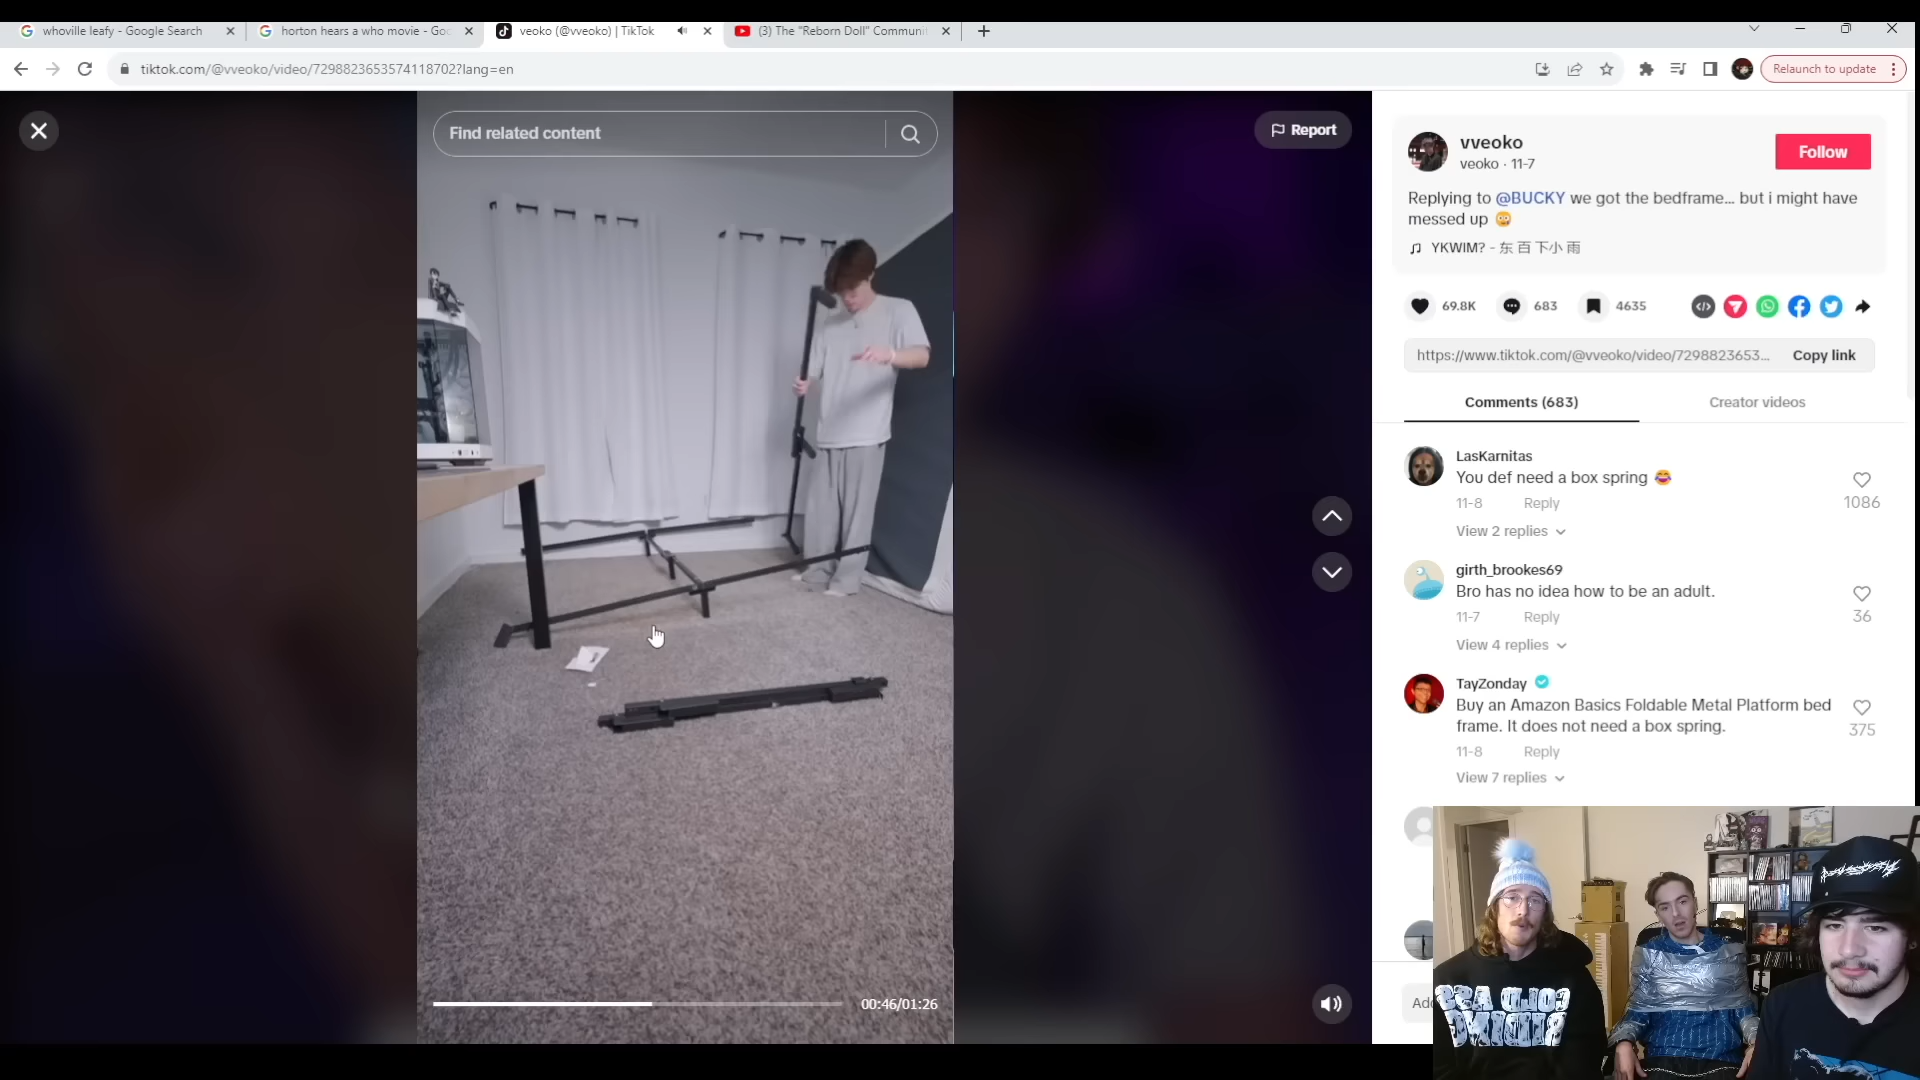 whoville leafy - Google Search
horton hears a who movie - Goo
veoko (@vveoko) | TikTok
(3) The "Reborn Doll" Communi
tiktok.com/@vveoko/video/7298823653574118702?lang=en
Relaunch to update
Find related content
Report
vveoko
veoko · 11-7
Follow
Replying to @BUCKY we got the bedframe... but i might have
messed up 😬
YKWIM? - 东 百 下小 雨
69.8K
683
4635
https://www.tiktok.com/@vveoko/video/7298823653...
Copy link
Comments (683)
Creator videos
LasKarnitas
You def need a box spring 😂
1086
11-8
Reply
View 2 replies
girth_brookes69
Bro has no idea how to be an adult.
36
11-7
Reply
View 4 replies
TayZonday
Buy an Amazon Basics Foldable Metal Platform bed
frame. It does not need a box spring.
375
11-8
Reply
View 7 replies
00:46/01:26
Add
COLD ASS